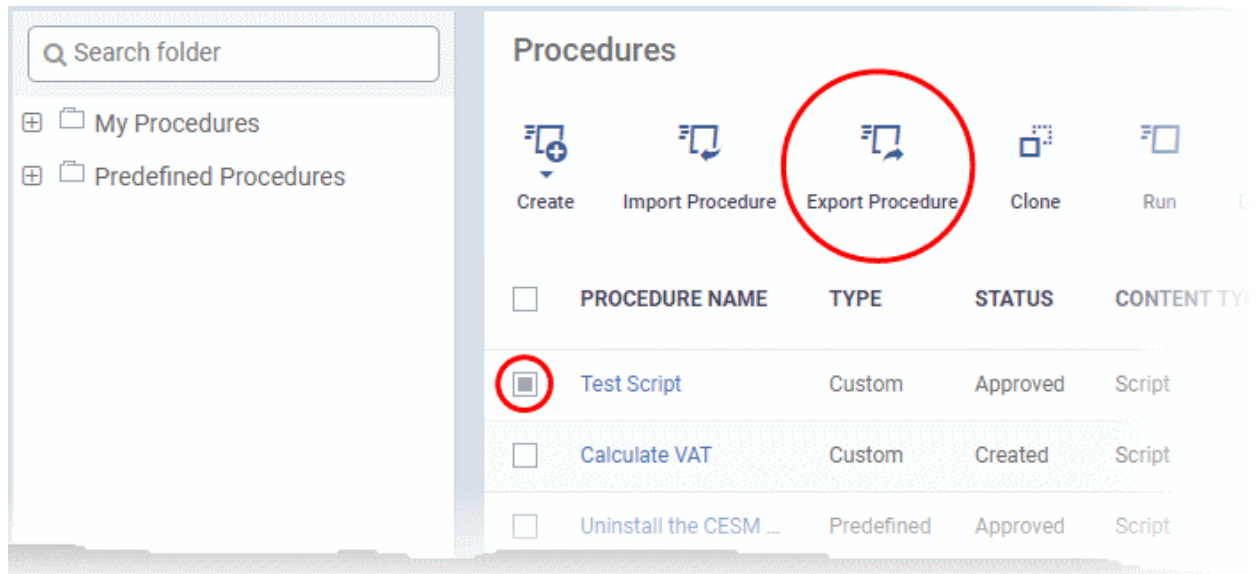 Search folder
My Procedures
Predefined Procedures
Procedures
Create Import Procedure Export Procedure Clone Run
PROCEDURE NAME TYPE STATUS CONTENT
Test Script Custom Approved Script
Calculate VAT Custom Created Script
Uninstall the CESM ... Predefined Approved Script